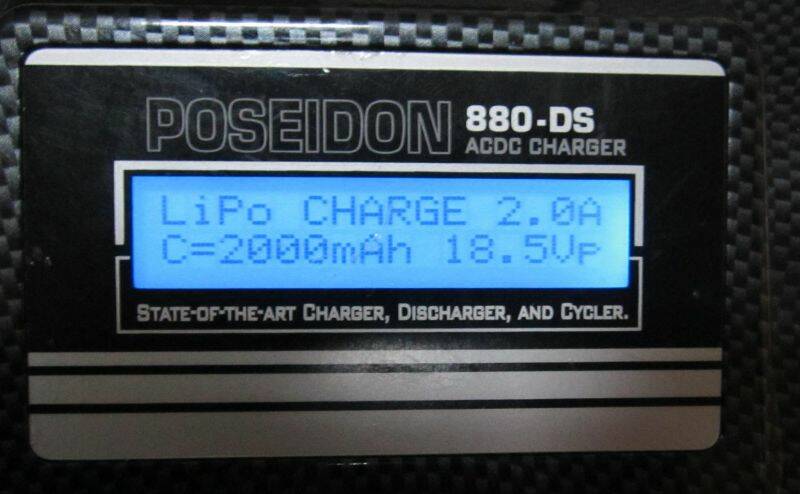 POSEIDON 880-DS
ACDC CHARGER
LiPo CHARGE 2.0A
C=2000mAh 18.5Vp
STATE-OF-THE-ART CHARGER, DISCHARGER, AND CYCLER.